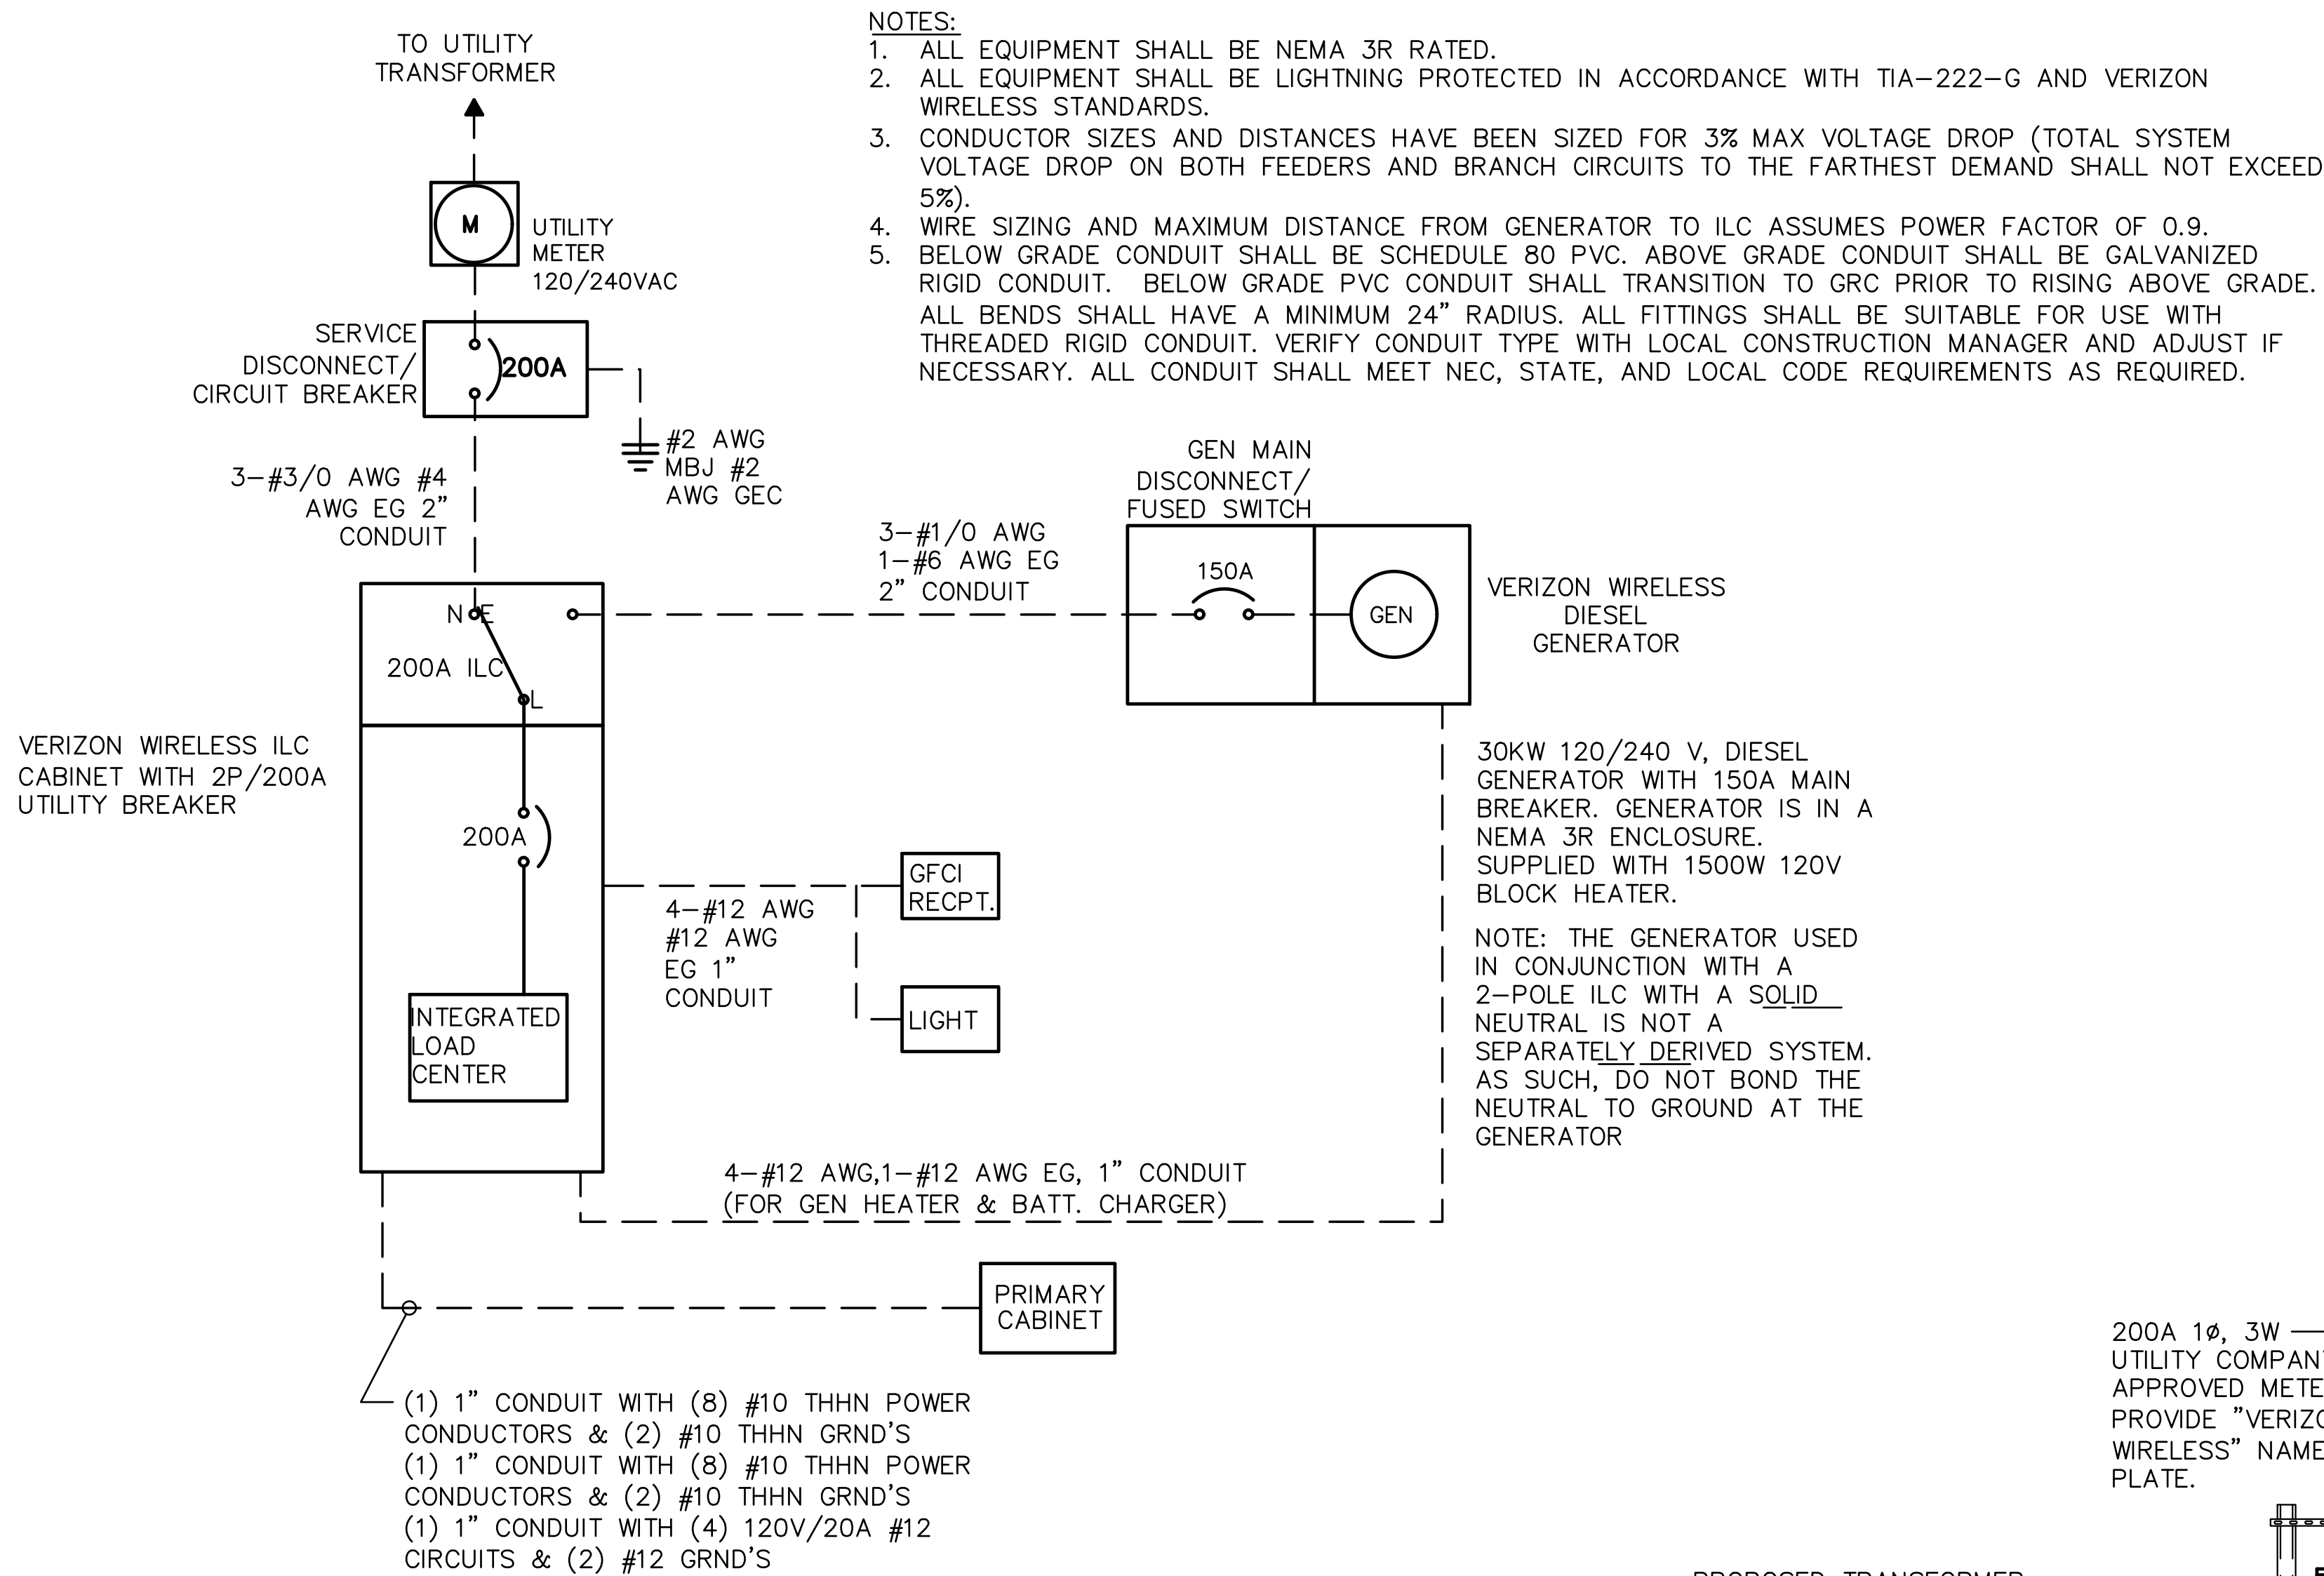 TO UTILITY
TRANSFORMER
M
UTILITY
METER
120/240VAC
SERVICE
DISCONNECT/
CIRCUIT BREAKER
200A
#2 AWG
MBJ #2
AWG GEC
3-#3/0 AWG #4
AWG EG 2"
CONDUIT
NOTES:
1. ALL EQUIPMENT SHALL BE NEMA 3R RATED.
2. ALL EQUIPMENT SHALL BE LIGHTNING PROTECTED IN ACCORDANCE WITH TIA-222-G AND VERIZON
WIRELESS STANDARDS.
3. CONDUCTOR SIZES AND DISTANCES HAVE BEEN SIZED FOR 3% MAX VOLTAGE DROP (TOTAL SYSTEM
VOLTAGE DROP ON BOTH FEEDERS AND BRANCH CIRCUITS TO THE FARTHEST DEMAND SHALL NOT EXCEED
5%).
4. WIRE SIZING AND MAXIMUM DISTANCE FROM GENERATOR TO ILC ASSUMES POWER FACTOR OF 0.9.
5. BELOW GRADE CONDUIT SHALL BE SCHEDULE 80 PVC. ABOVE GRADE CONDUIT SHALL BE GALVANIZED
RIGID CONDUIT. BELOW GRADE PVC CONDUIT SHALL TRANSITION TO GRC PRIOR TO RISING ABOVE GRADE.
ALL BENDS SHALL HAVE A MINIMUM 24" RADIUS. ALL FITTINGS SHALL BE SUITABLE FOR USE WITH
THREADED RIGID CONDUIT. VERIFY CONDUIT TYPE WITH LOCAL CONSTRUCTION MANAGER AND ADJUST IF
NECESSARY. ALL CONDUIT SHALL MEET NEC, STATE, AND LOCAL CODE REQUIREMENTS AS REQUIRED.
GEN MAIN
DISCONNECT/
FUSED SWITCH
3-#1/0 AWG
1-#6 AWG EG
2" CONDUIT
150A
GEN
VERIZON WIRELESS
DIESEL
GENERATOR
N E
200A ILC
L
VERIZON WIRELESS ILC
CABINET WITH 2P/200A
UTILITY BREAKER
200A
INTEGRATED
LOAD
CENTER
GFCI
RECPT.
4-#12 AWG
#12 AWG
EG 1"
CONDUIT
LIGHT
30KW 120/240 V, DIESEL
GENERATOR WITH 150A MAIN
BREAKER. GENERATOR IS IN A
NEMA 3R ENCLOSURE.
SUPPLIED WITH 1500W 120V
BLOCK HEATER.
NOTE: THE GENERATOR USED
IN CONJUNCTION WITH A
2-POLE ILC WITH A SOLID
NEUTRAL IS NOT A
SEPARATELY DERIVED SYSTEM.
AS SUCH, DO NOT BOND THE
NEUTRAL TO GROUND AT THE
GENERATOR
4-#12 AWG,1-#12 AWG EG, 1" CONDUIT
(FOR GEN HEATER & BATT. CHARGER)
PRIMARY
CABINET
(1) 1" CONDUIT WITH (8) #10 THHN POWER
CONDUCTORS & (2) #10 THHN GRND'S
(1) 1" CONDUIT WITH (8) #10 THHN POWER
CONDUCTORS & (2) #10 THHN GRND'S
(1) 1" CONDUIT WITH (4) 120V/20A #12
CIRCUITS & (2) #12 GRND'S
200A 1ø, 3W
UTILITY
APPROVED
PROVIDE
WIRELESS" NAME
PLATE.
PROPOSED TRANSFORMER